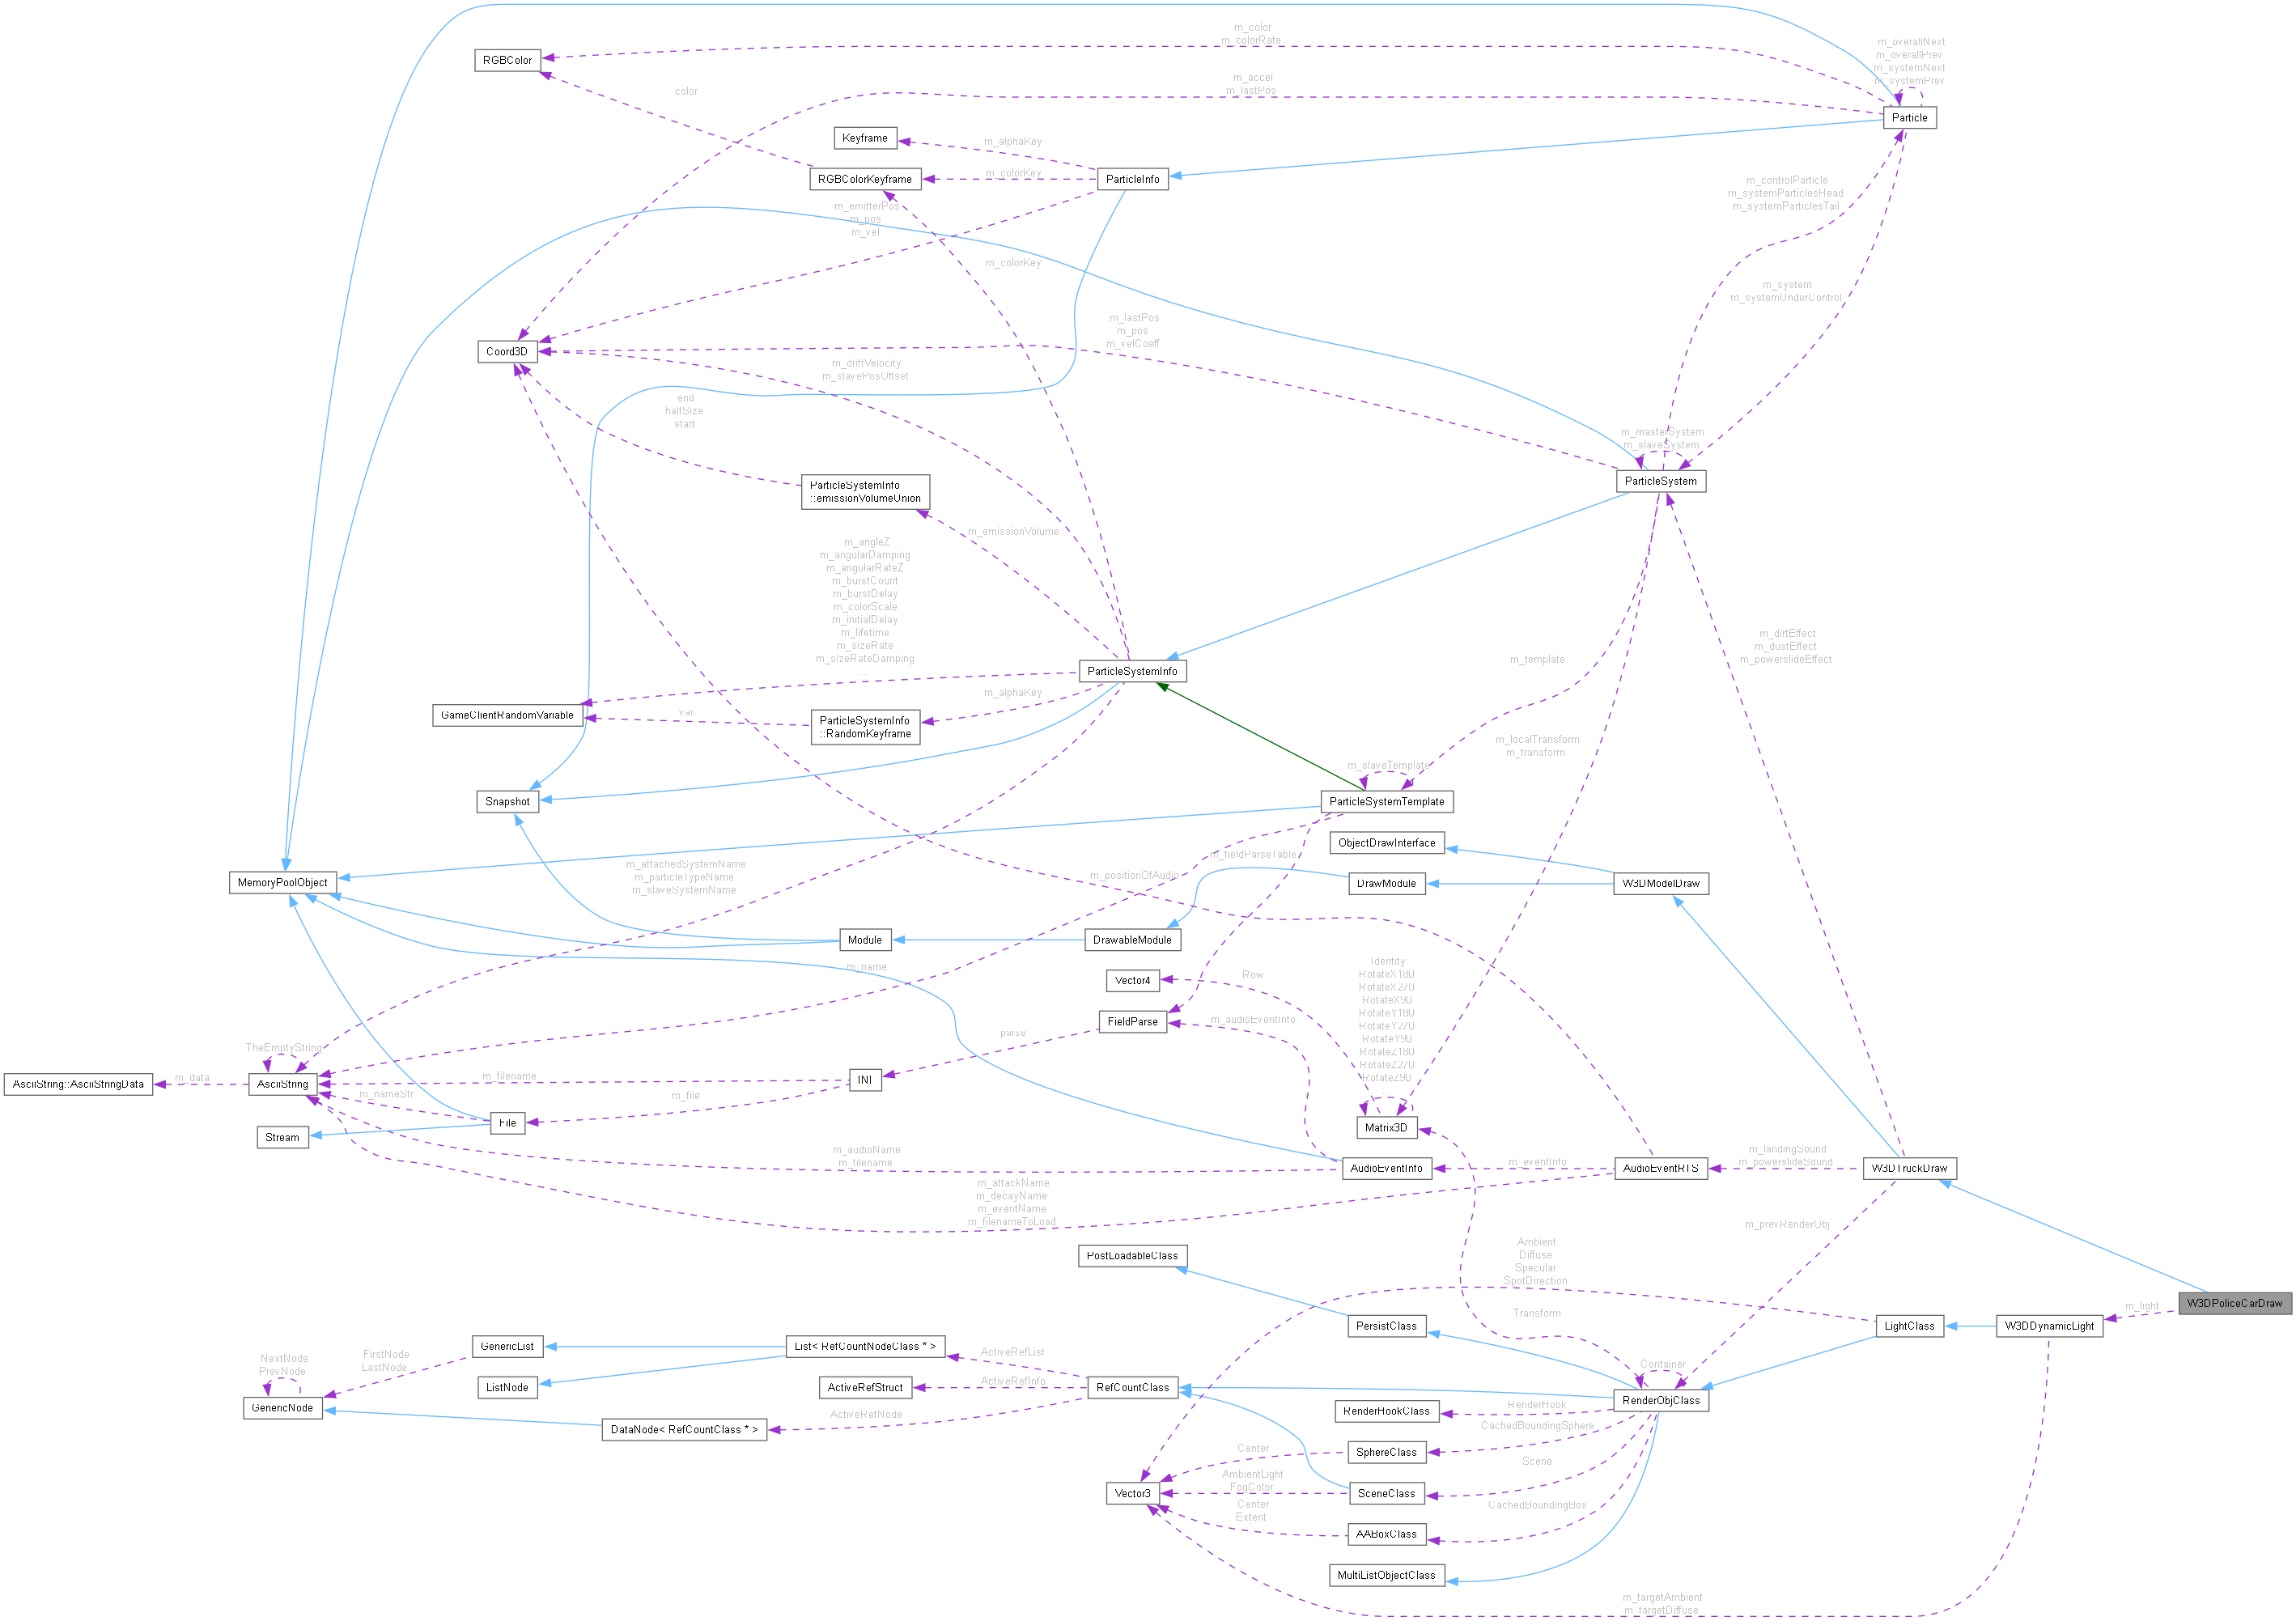 m_color
m_colorRate
RGBColor
m_overallNext
m_overallPrev
m_systemNext
m_systemPrev
m_accel
m_lastPos
color
Particle
Keyframe
m_alphaKey
RGBColorKeyframe
m_colorKey
ParticleInfo
m_controlParticle
m_systemParticlesHead
m_systemParticlesTail
m_emitterPos
m_pos
m_vel
m_colorKey
m_system
m_systemUnderControl
m_lastPos
m_pos
m_velCoeff
Coord3D
m_driftVelocity
m_slavePosOffset
end
halfSize
start
m_masterSystem
m_slaveSystem
ParticleSystem
ParticleSystemInfo
::emissionVolumeUnion
m_emissionVolume
m_angleZ
m_angularDamping
m_angularRateZ
m_burstCount
m_burstDelay
m_colorScale
m_initialDelay
m_lifetime
m_sizeRate
m_sizeRateDamping
...
ParticleSystemInfo
m_template
m_dirtEffect
m_dustEffect
m_powerslideEffect
GameClientRandomVariable
var
ParticleSystemInfo
::RandomKeyframe
m_alphaKey
m_localTransform
m_transform
m_slaveTemplate
Snapshot
ParticleSystemTemplate
ObjectDrawInterface
m_fieldParseTable
MemoryPoolObject
m_attachedSystemName
m_particleTypeName
m_slaveSystemName
m_positionOfAudio
DrawModule
W3DModelDraw
Module
DrawableModule
m_name
Vector4
Row
Identity
RotateX180
RotateX270
RotateX90
RotateY180
RotateY270
RotateY90
RotateZ180
RotateZ270
RotateZ90
FieldParse
m_audioEventInfo
parse
TheEmptyString
AsciiString::AsciiStringData
m_data
AsciiString
m_filename
INI
m_nameStr
m_file
File
Stream
Matrix3D
m_audioName
m_filename
AudioEventInfo
m_eventInfo
AudioEventRTS
m_landingSound
m_powerslideSound
W3DTruckDraw
m_attackName
m_decayName
m_eventName
m_filenameToLoad
m_prevRenderObj
PostLoadableClass
Ambient
Diffuse
Specular
SpotDirection
Transform
PersistClass
LightClass
W3DDynamicLight
m_light
W3DPoliceCarDraw
GenericList
List< RefCountNodeClass * >
ActiveRefList
NextNode
PrevNode
FirstNode
LastNode
GenericNode
ListNode
ActiveRefStruct
ActiveRefInfo
RefCountClass
Container
RenderObjClass
DataNode< RefCountClass * >
ActiveRefNode
RenderHookClass
RenderHook
CachedBoundingSphere
SphereClass
Center
Scene
AmbientLight
FogColor
Vector3
SceneClass
Center
Extent
CachedBoundingBox
AABoxClass
MultiListObjectClass
m_targetAmbient
m_targetDiffuse